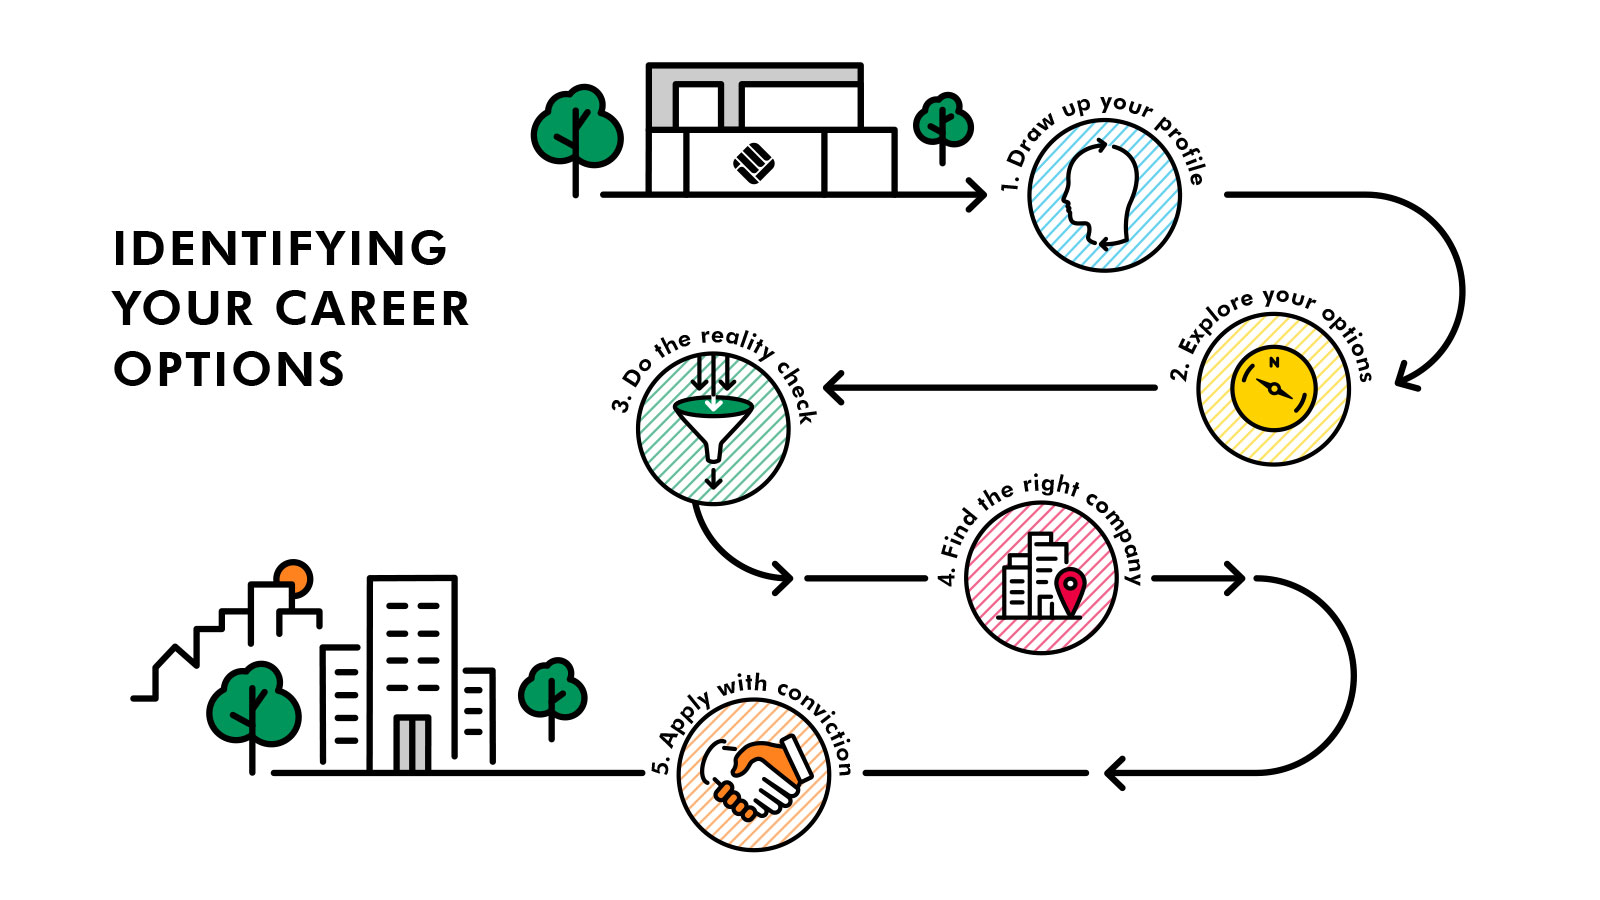 IDENTIFYING
YOUR CAREER
OPTIONS
1. Draw up your profile
2. Explore your options
N
3. Do the reality check
4. Find the right company
5. Apply with conviction